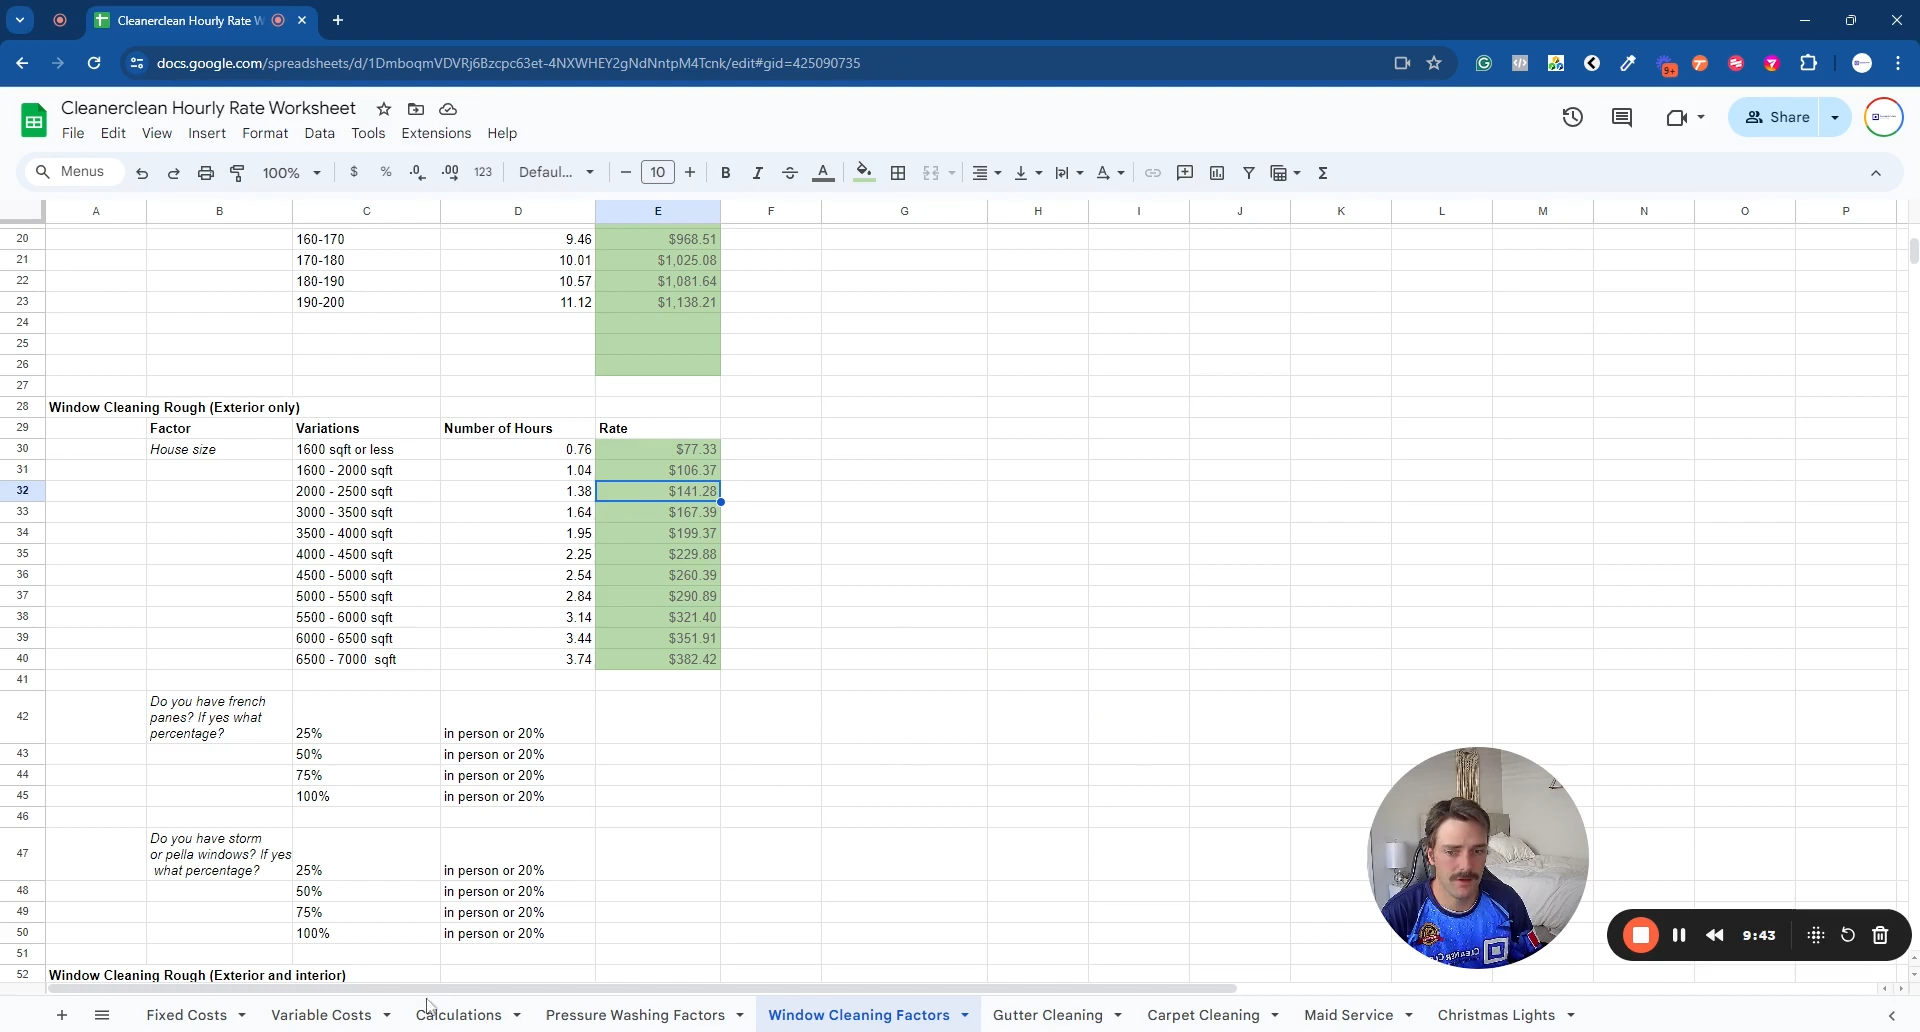 Cleanerclean Hourly Rate W
docs.google.com/spreadsheets/d/1DmboqmVDVRj6Bzcpc63et-4NXWHEY2gNdNntpM4Tcnk/edit#gid=425090735
9+
Cleanerclean Hourly Rate Worksheet
File Edit View Insert Format Data Tools Extensions Help
Share
Menus 100% $ % .0 .00 123 Defaul... − 10 + B I A Σ
A B C D E F G H I J K L M N O P
20 160-170 9.46 $968.51
21 170-180 10.01 $1,025.08
22 180-190 10.57 $1,081.64
23 190-200 11.12 $1,138.21
24
25
26
27
28 Window Cleaning Rough (Exterior only)
29 Factor Variations Number of Hours Rate
30 House size 1600 sqft or less 0.76 $77.33
31 1600 - 2000 sqft 1.04 $106.37
32 2000 - 2500 sqft 1.38 $141.28
33 3000 - 3500 sqft 1.64 $167.39
34 3500 - 4000 sqft 1.95 $199.37
35 4000 - 4500 sqft 2.25 $229.88
36 4500 - 5000 sqft 2.54 $260.39
37 5000 - 5500 sqft 2.84 $290.89
38 5500 - 6000 sqft 3.14 $321.40
39 6000 - 6500 sqft 3.44 $351.91
40 6500 - 7000 sqft 3.74 $382.42
41
Do you have french
42 panes? If yes what
percentage? 25% in person or 20%
43 50% in person or 20%
44 75% in person or 20%
45 100% in person or 20%
46
Do you have storm
47 or pella windows? If yes
what percentage? 25% in person or 20%
48 50% in person or 20%
49 75% in person or 20%
50 100% in person or 20%
51
52 Window Cleaning Rough (Exterior and interior)
9:43
Fixed Costs Variable Costs Calculations Pressure Washing Factors Window Cleaning Factors Gutter Cleaning Carpet Cleaning Maid Service Christmas Lights